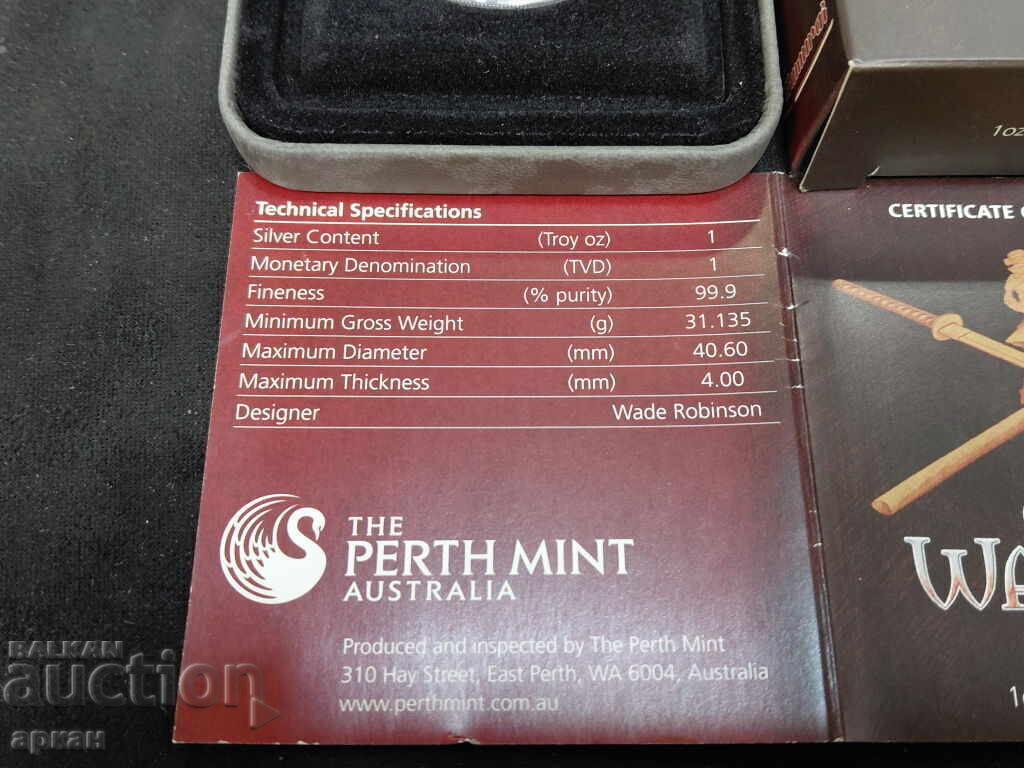 1oz
Technical Specifications
Silver Content (Troy oz) 1
Monetary Denomination (TVD) 1
Fineness (% purity) 99.9
Minimum Gross Weight (g) 31.135
Maximum Diameter (mm) 40.60
Maximum Thickness (mm) 4.00
Designer Wade Robinson
THE
PERTH MINT
AUSTRALIA
Produced and inspected by The Perth Mint
310 Hay Street, East Perth, WA 6004, Australia
www.perthmint.com.au
CERTIFICATE
WA
BALKAN
auction
аркан